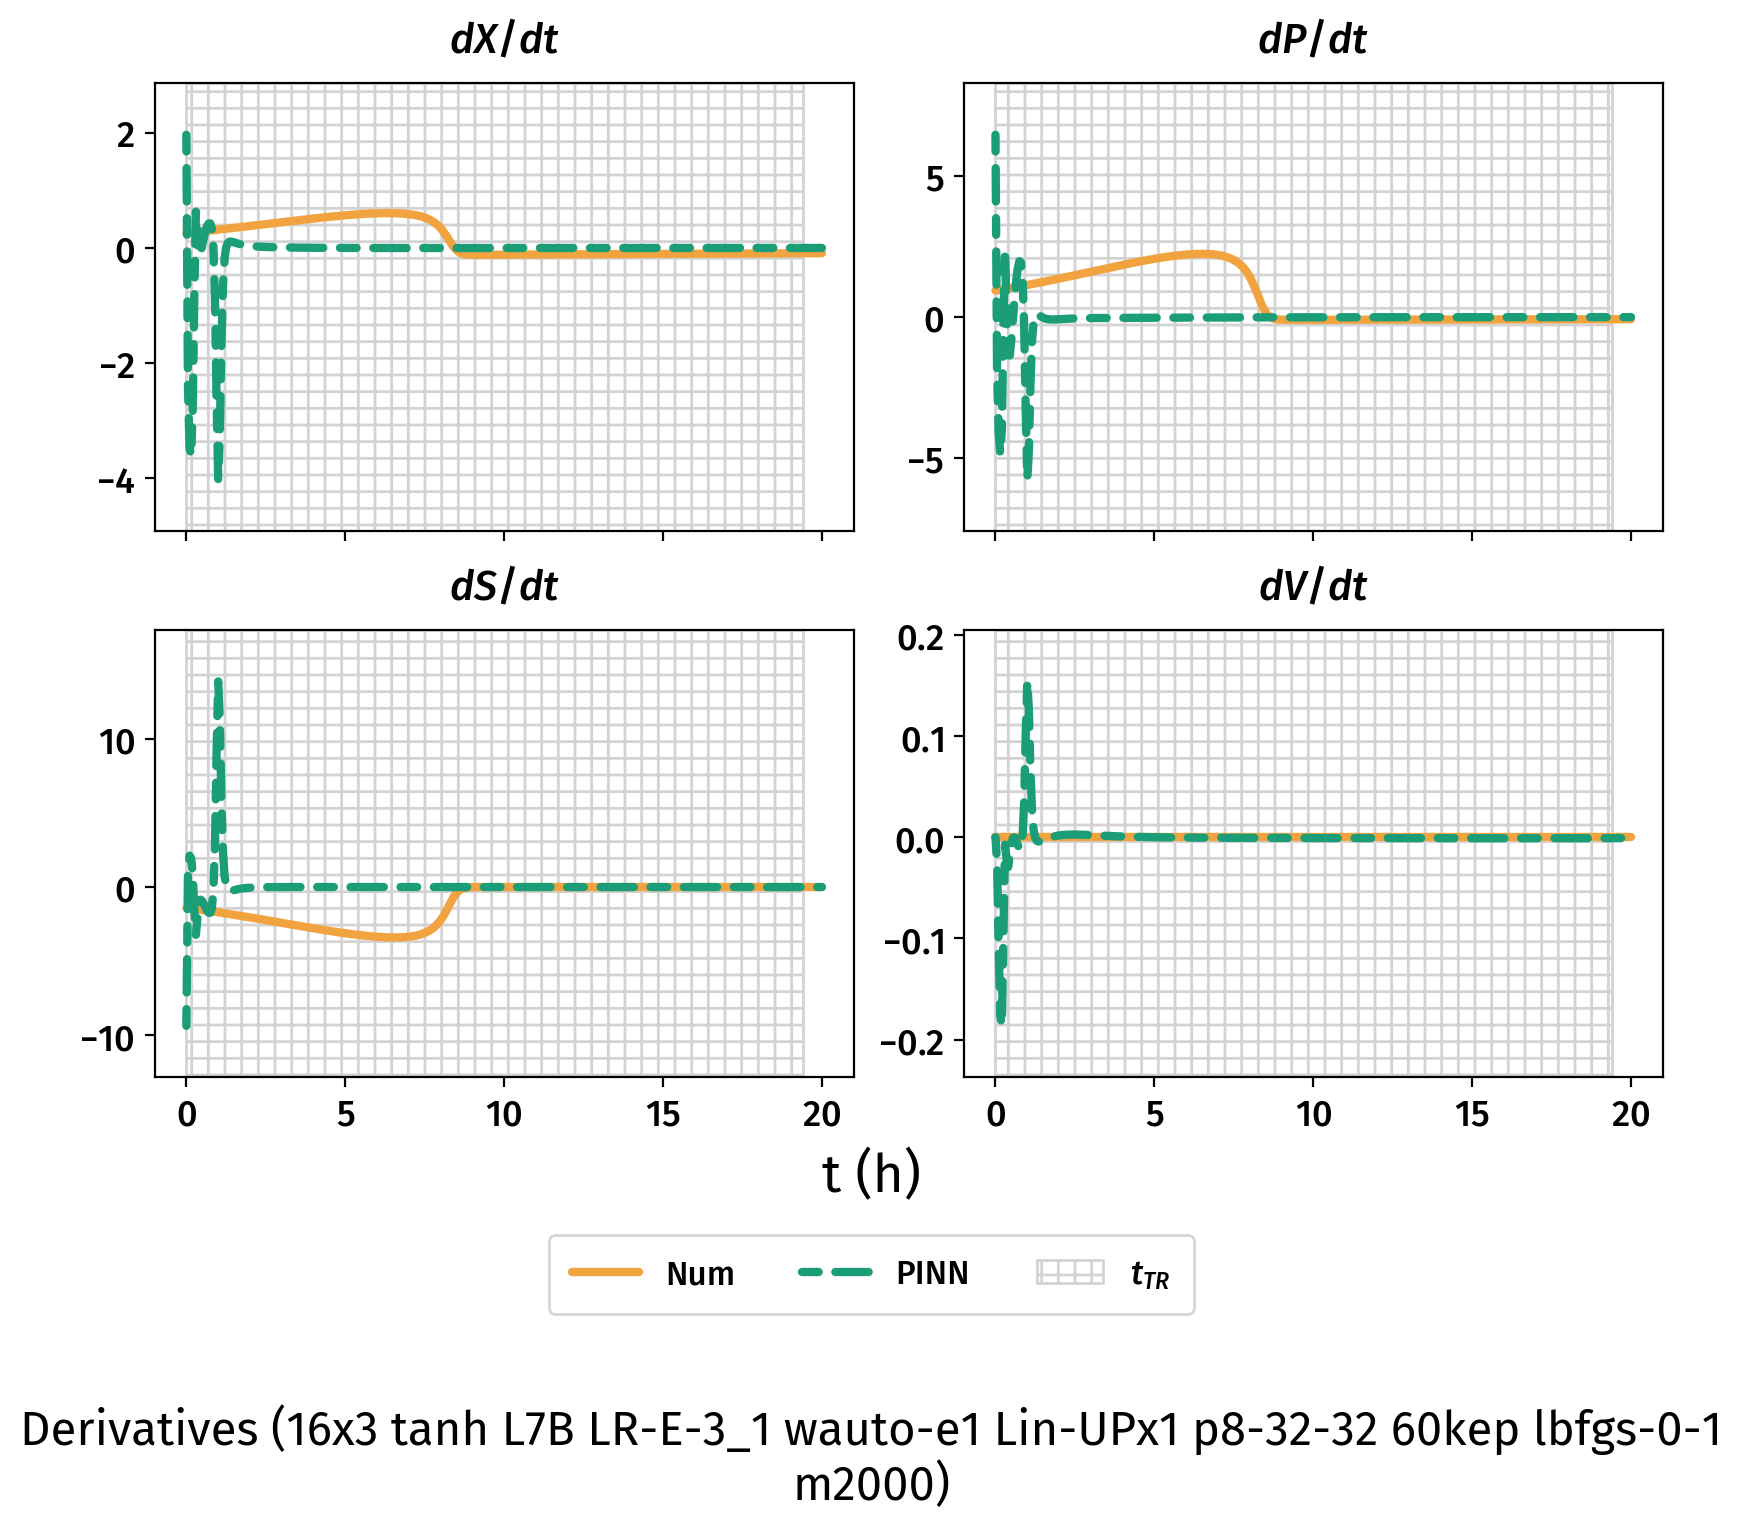 dX/dt
dP/dt
2
0
−2
−4
5
0
−5
dS/dt
dV/dt
10
0
−10
0.2
0.1
0.0
−0.1
−0.2
0 5 10 15 20
0 5 10 15 20
t (h)
Num PINN tTR
Derivatives (16x3 tanh L7B LR-E-3_1 wauto-e1 Lin-UPx1 p8-32-32 60kep lbfgs-0-1
m2000)